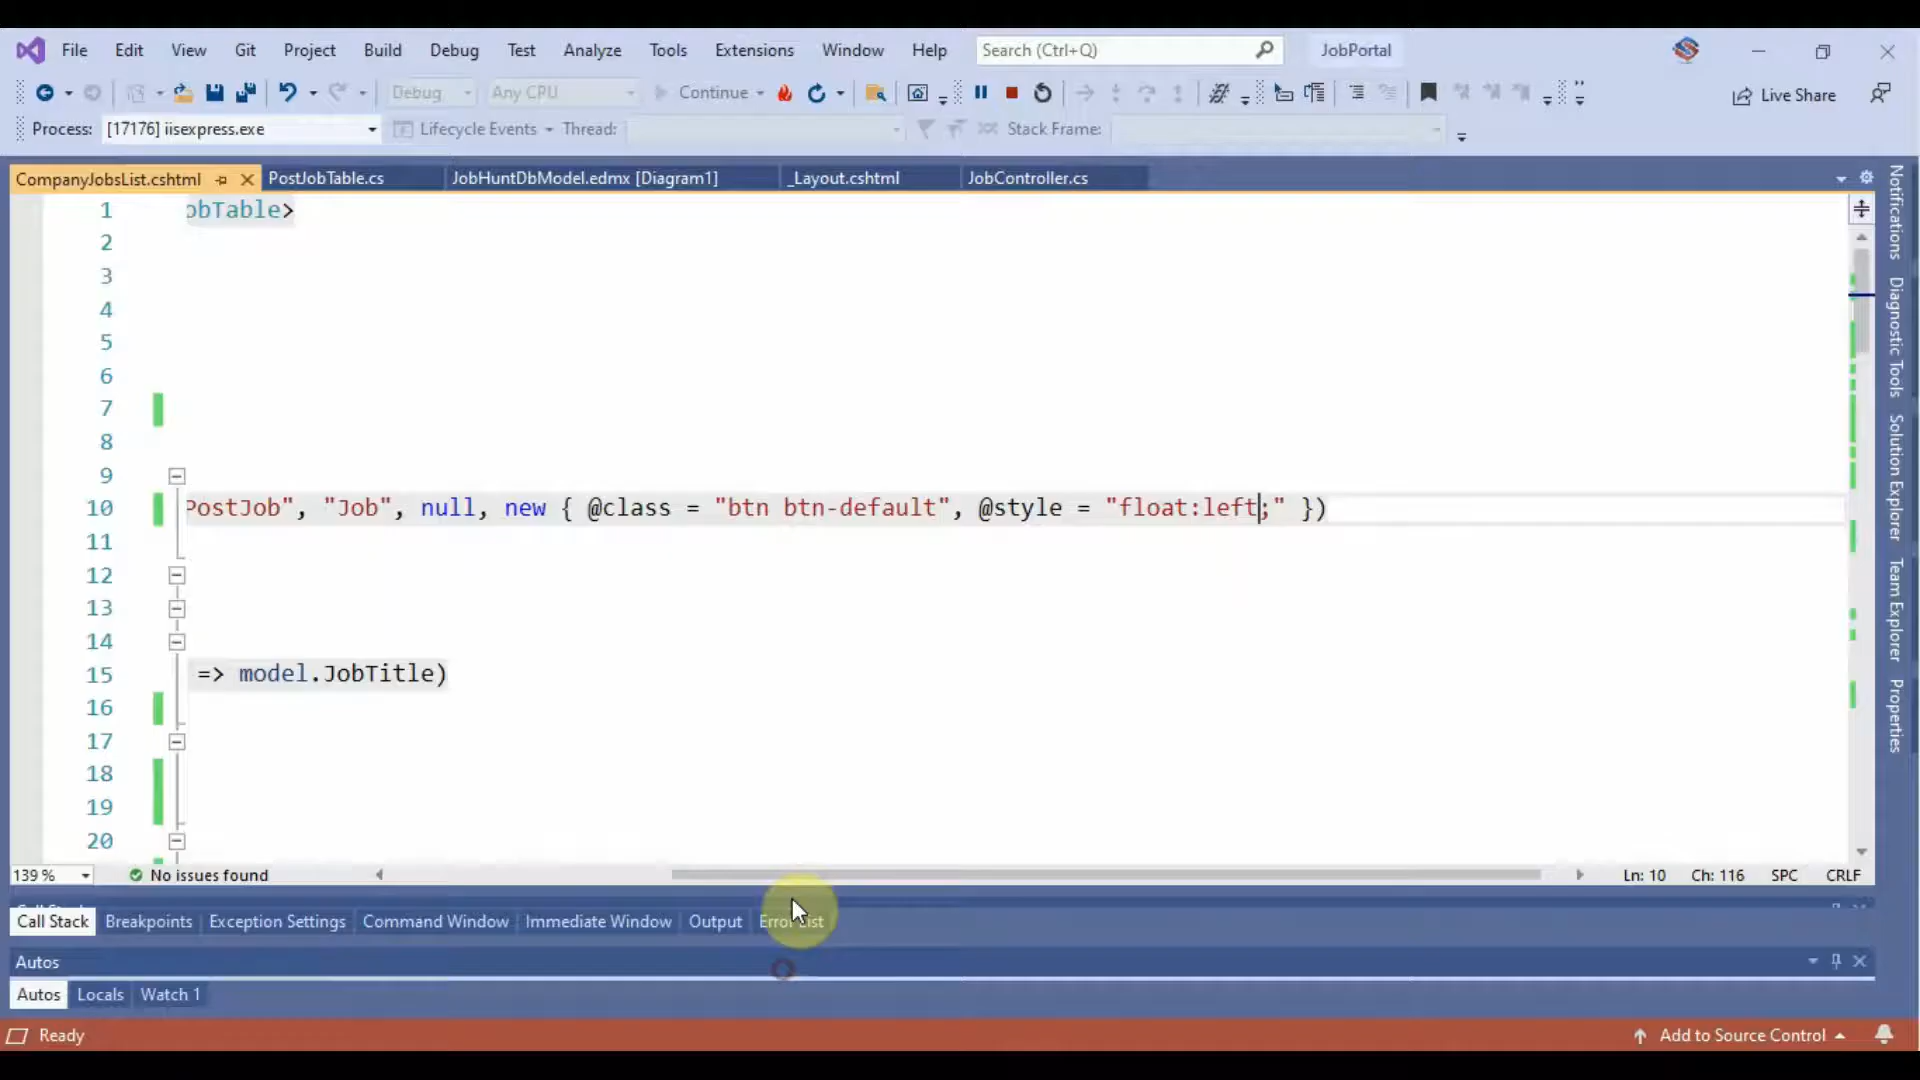 File Edit View Git Project Build Debug Test Analyze Tools Extensions Window Help Search (Ctrl+Q) JobPortal
Debug Any CPU Continue Live Share
Process: [17176] iisexpress.exe Lifecycle Events Thread: Stack Frame:
CompanyJobsList.cshtml PostJobTable.cs JobHuntDbModel.edmx [Diagram1] _Layout.cshtml JobController.cs
1 obTable>
2
3
4
5
6
7
8
9
10 PostJob", "Job", null, new { @class = "btn btn-default", @style = "float:left;" })
11
12
13
14
15 => model.JobTitle)
16
17
18
19
20
139 % No issues found Ln: 10 Ch: 116 SPC CRLF
Call Stack Breakpoints Exception Settings Command Window Immediate Window Output Error List
Autos
Autos Locals Watch 1
Ready Add to Source Control
Notifications
Diagnostic Tools
Solution Explorer
Team Explorer
Properties